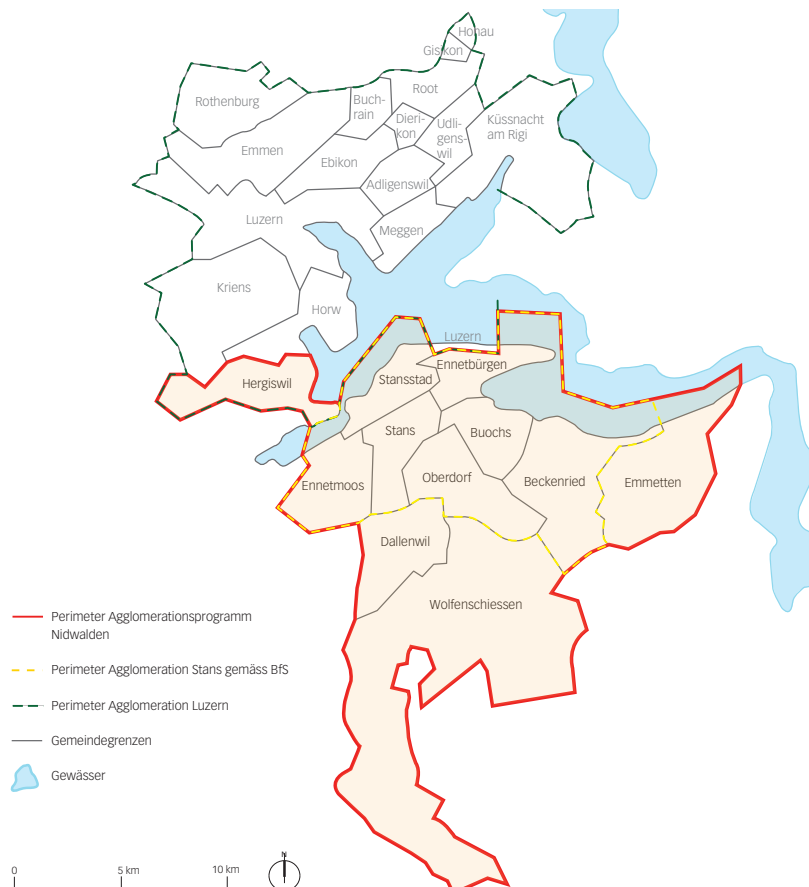 Honau
Gisikon
Root
Rothenburg
Buch-
rain
Dieri-
kon
Udli-
gens-
wil
Küssnacht
am Rigi
Emmen
Ebikon
Adligenswil
Luzern
Meggen
Kriens
Horw
Luzern
Ennetbürgen
Hergiswil
Stansstad
Stans
Buochs
Ennetmoos
Oberdorf
Beckenried
Emmetten
Dallenwil
Wolfenschiessen
Perimeter Agglomerationsprogramm
Nidwalden
Perimeter Agglomeration Stans gemäss BfS
Perimeter Agglomeration Luzern
Gemeindegrenzen
Gewässer
0
5 km
10 km
N